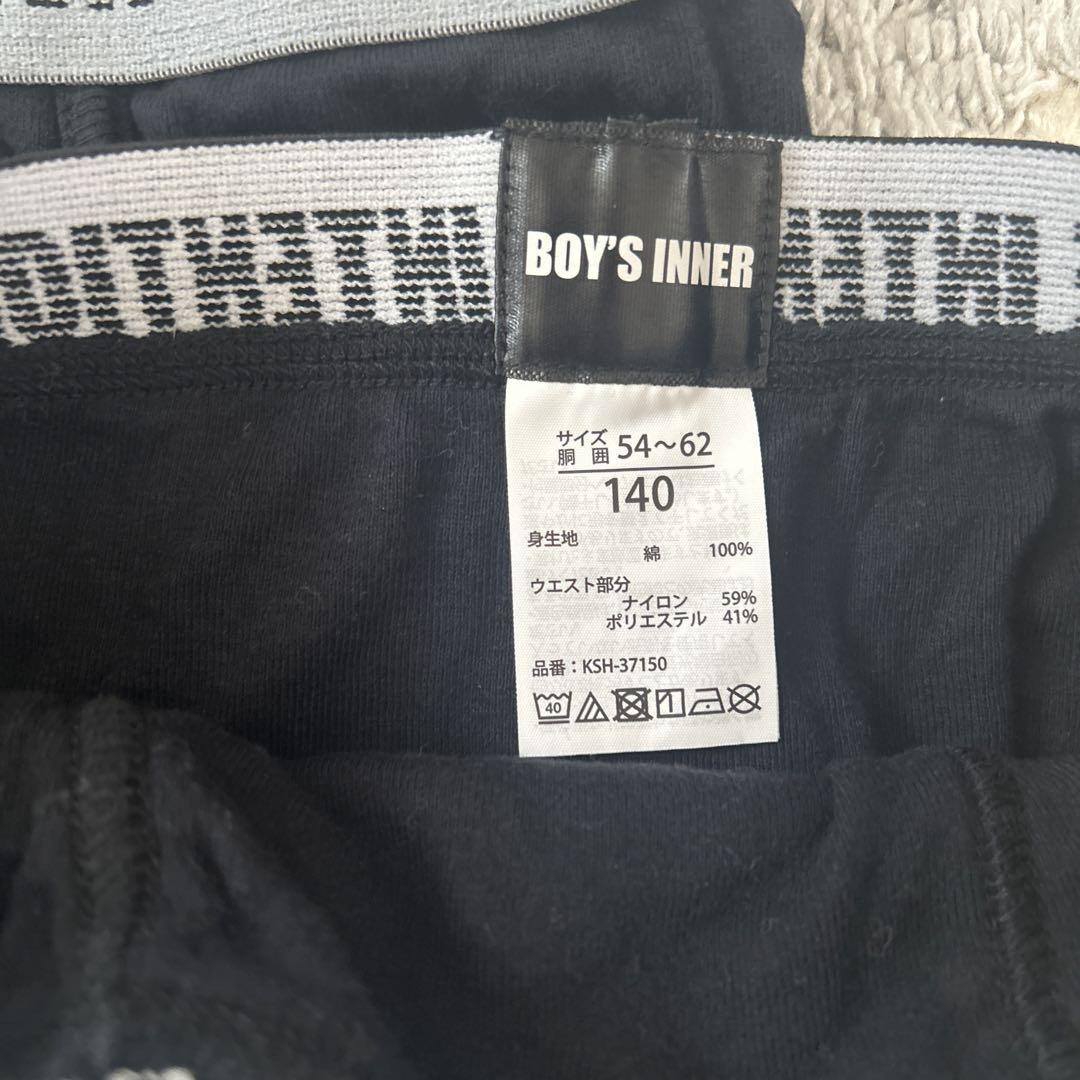 BOY'S INNER
サイズ
胴囲 54～62
140
身生地
綿 100%
ウエスト部分
ナイロン 59%
ポリエステル 41%
品番：KSH-37150
40